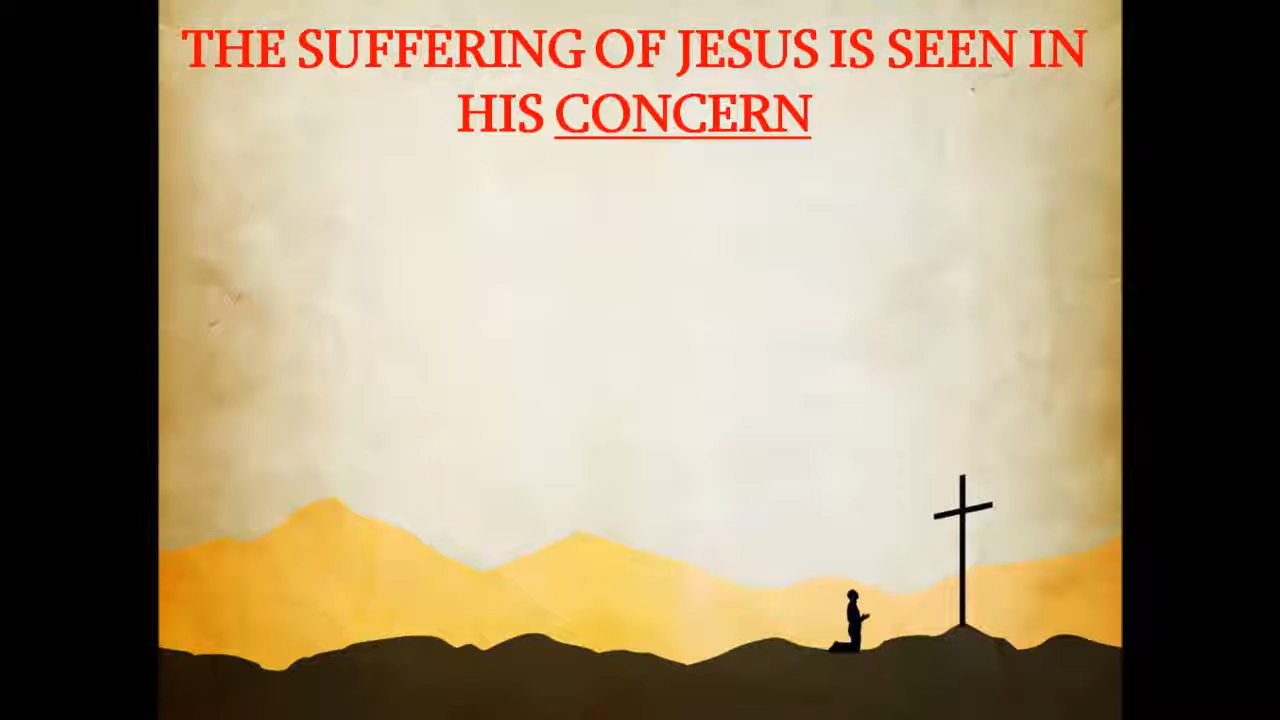 THE SUFFERING OF JESUS IS SEEN IN
HIS CONCERN